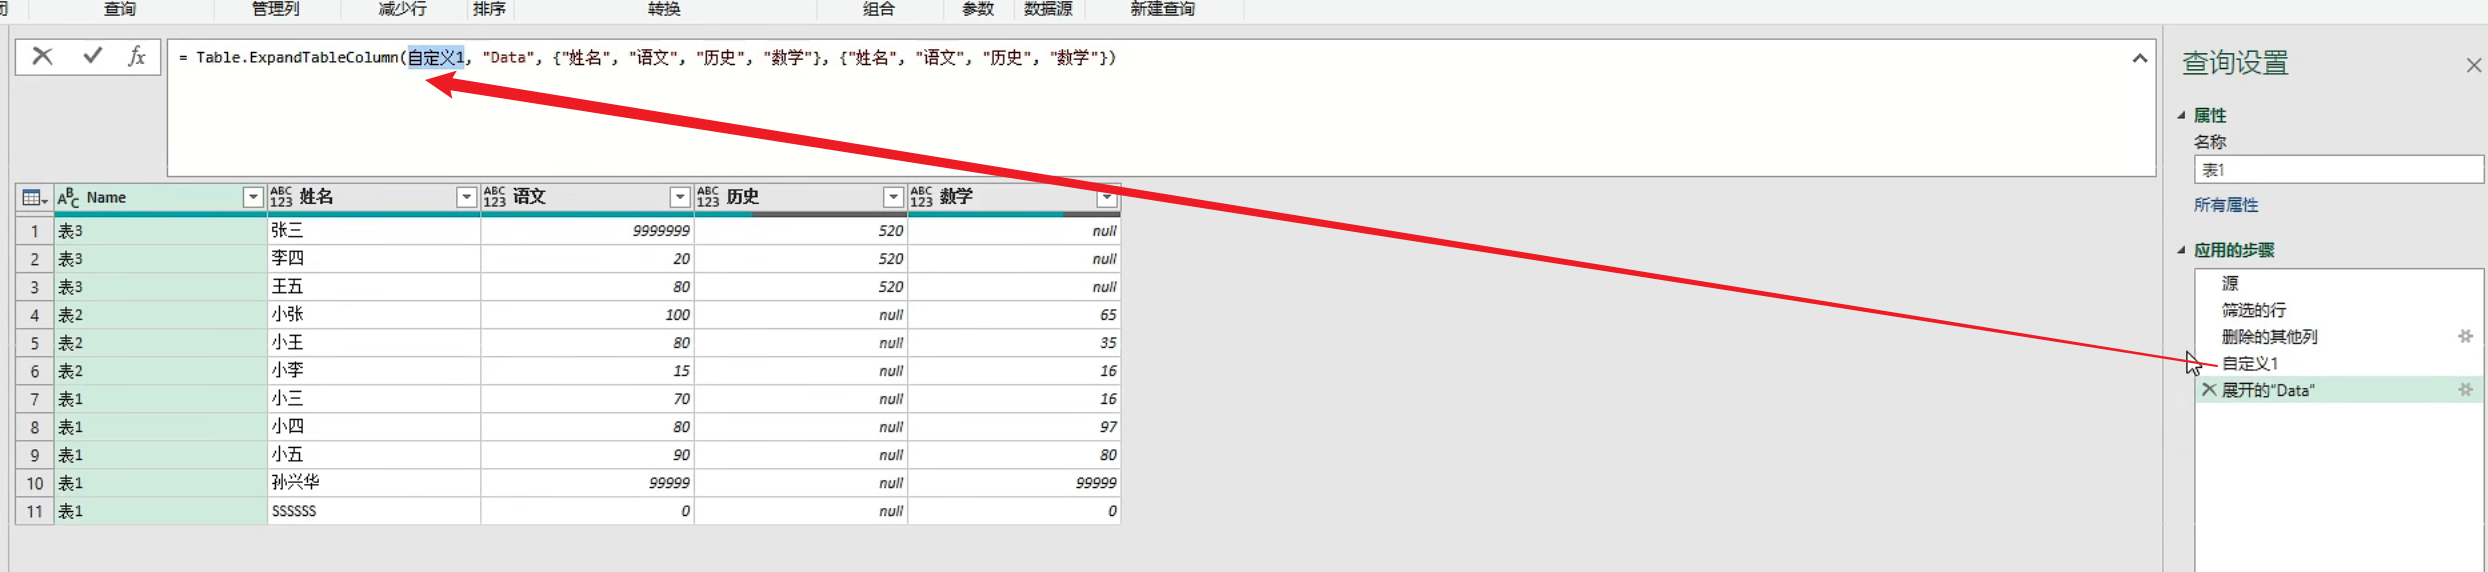 查询 管理列 减少行 排序 转换 组合 参数 数据源 新建查询
fx = Table.ExpandTableColumn(自定义1, "Data", {"姓名", "语文", "历史", "数学"}, {"姓名", "语文", "历史", "数学"})
ABC Name ABC123 姓名 ABC123 语文 ABC123 历史 ABC123 数学
1 表3 张三 9999999 520 null
2 表3 李四 20 520 null
3 表3 王五 80 520 null
4 表2 小张 100 null 65
5 表2 小王 80 null 35
6 表2 小李 15 null 16
7 表1 小三 70 null 16
8 表1 小四 80 null 97
9 表1 小五 90 null 80
10 表1 孙兴华 99999 null 99999
11 表1 SSSSSS 0 null 0
查询设置
属性
名称
表1
所有属性
应用的步骤
源
筛选的行
删除的其他列
自定义1
展开的"Data"